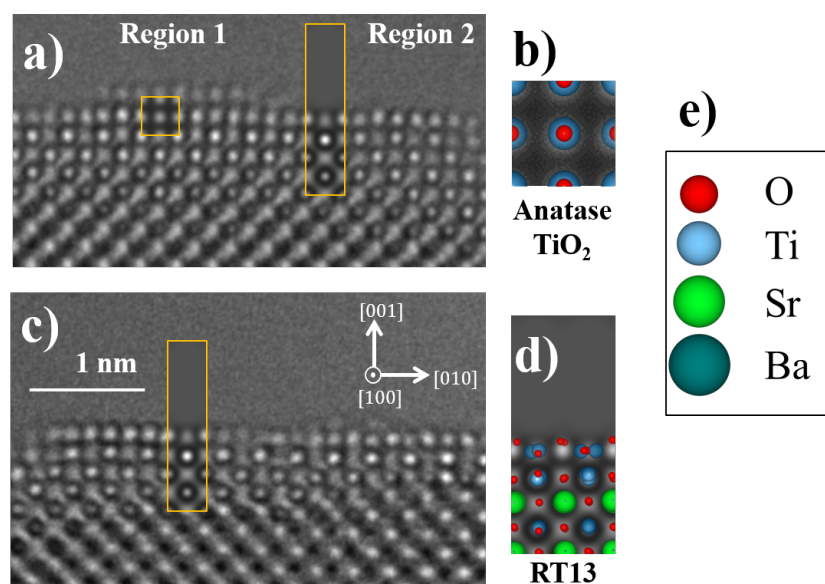 a)
Region 1
Region 2
b)
Anatase
TiO₂
c)
1 nm
[001]
[010]
[100]
d)
RT13
e)
O
Ti
Sr
Ba